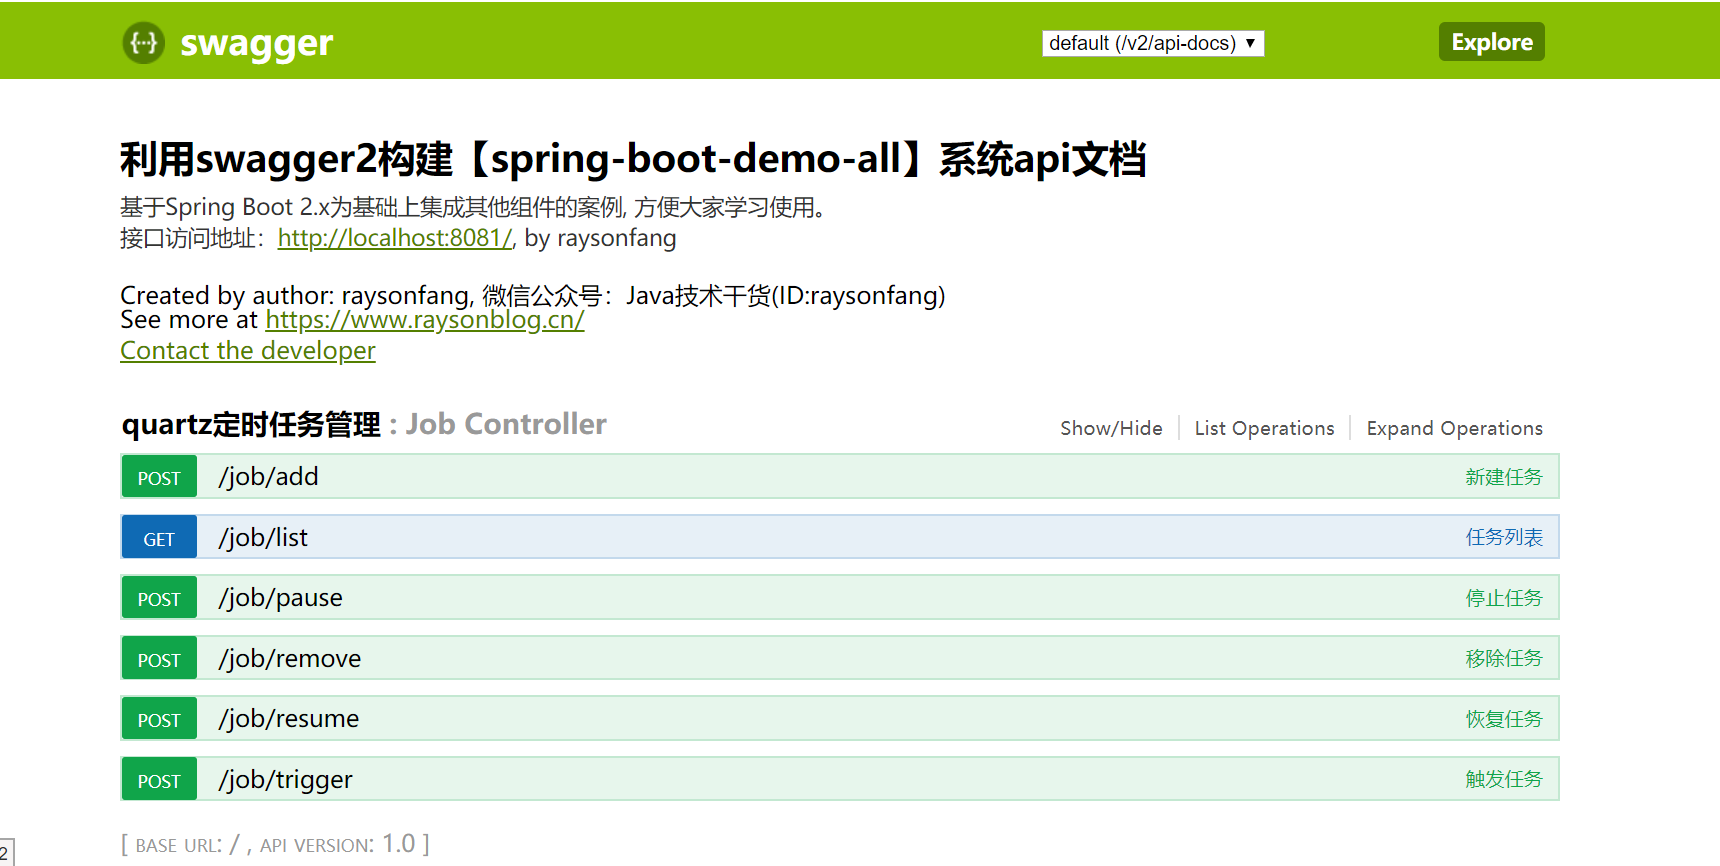 {···} swagger
default (/v2/api-docs) ▼
Explore
利用swagger2构建【spring-boot-demo-all】系统api文档
基于Spring Boot 2.x为基础上集成其他组件的案例, 方便大家学习使用。
接口访问地址：http://localhost:8081/, by raysonfang
Created by author: raysonfang, 微信公众号：Java技术干货(ID:raysonfang)
See more at https://www.raysonblog.cn/
Contact the developer
quartz定时任务管理 : Job Controller
Show/Hide
List Operations
Expand Operations
POST /job/add 新建任务
GET /job/list 任务列表
POST /job/pause 停止任务
POST /job/remove 移除任务
POST /job/resume 恢复任务
POST /job/trigger 触发任务
[ BASE URL: / , API VERSION: 1.0 ]
2